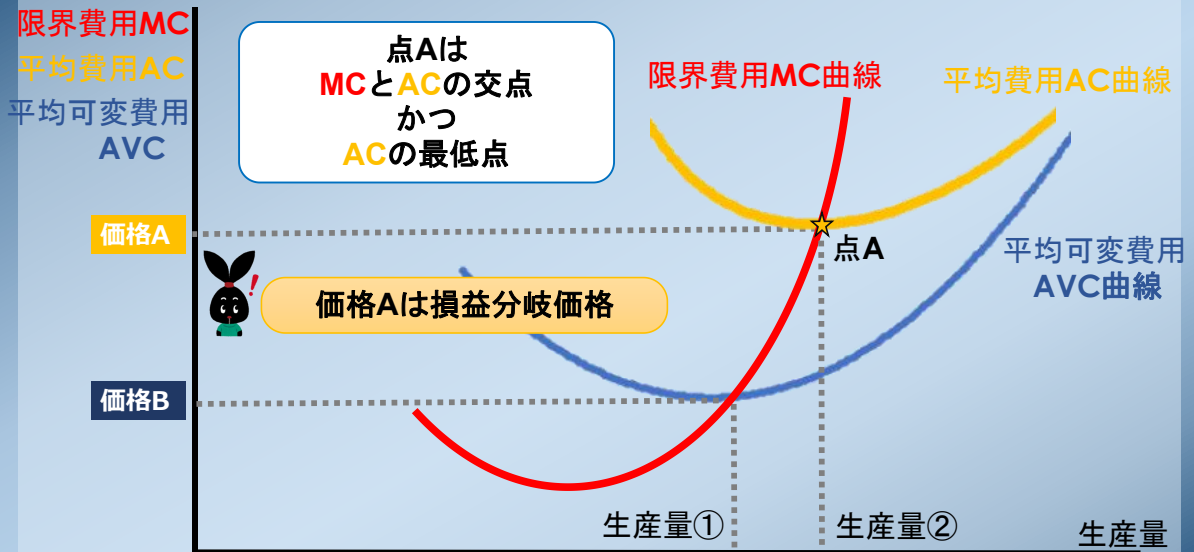 限界費用MC
平均費用AC
平均可変費用
AVC
点Aは
MCとACの交点
かつ
ACの最低点
限界費用MC曲線
平均費用AC曲線
価格A
点A
平均可変費用
AVC曲線
価格Aは損益分岐価格
価格B
生産量①
生産量②
生産量